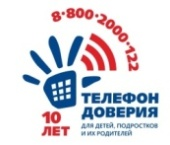 8-800-2000-122
ТЕЛЕФОН
ДОВЕРИЯ
10
ЛЕТ
ДЛЯ ДЕТЕЙ, ПОДРОСТКОВ
И ИХ РОДИТЕЛЕЙ